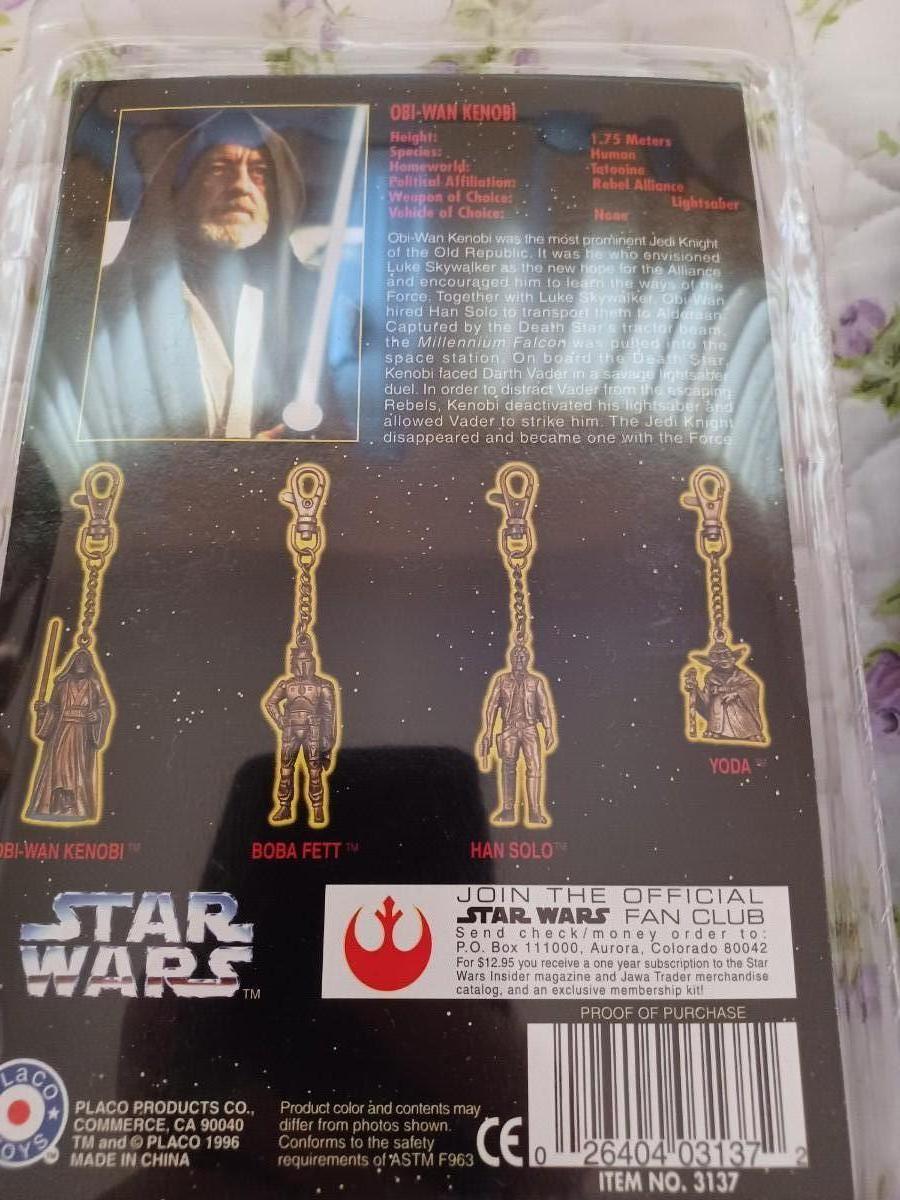 OBI-WAN KENOBI
Height: 1.75 Meters
Species: Human
Homeworld: Tatooine
Political Affiliation: Rebel Alliance
Weapon of Choice: Lightsaber
Vehicle of Choice: None
Obi-Wan Kenobi was the most prominent Jedi Knight
of the Old Republic. It was he who envisioned
Luke Skywalker as the new hope for the Alliance
and encouraged him to learn the ways of the
Force. Together with Luke Skywalker, Obi-Wan
hired Han Solo to transport them to Alderaan.
Captured by the Death Star's tractor beam,
the Millennium Falcon was pulled into the
space station. On board the Death Star,
Kenobi faced Darth Vader in a savage lightsaber
duel. In order to distract Vader from the escaping
Rebels, Kenobi deactivated his lightsaber and
allowed Vader to strike him. The Jedi Knight
disappeared and became one with the Force
YODA™
OBI-WAN KENOBI™
BOBA FETT™
HAN SOLO™
STAR
WARS™
JOIN THE OFFICIAL
STAR WARS FAN CLUB
Send check/money order to:
P.O. Box 111000, Aurora, Colorado 80042
For $12.95 you receive a one year subscription to the Star
Wars Insider magazine and Jawa Trader merchandise
catalog, and an exclusive membership kit!
PROOF OF PURCHASE
PLACO
TOYS
PLACO PRODUCTS CO.,
COMMERCE, CA 90040
TM and © PLACO 1996
MADE IN CHINA
Product color and contents may
differ from photos shown.
Conforms to the safety
requirements of ASTM F963
CE
0 26404 03137 2
ITEM NO. 3137